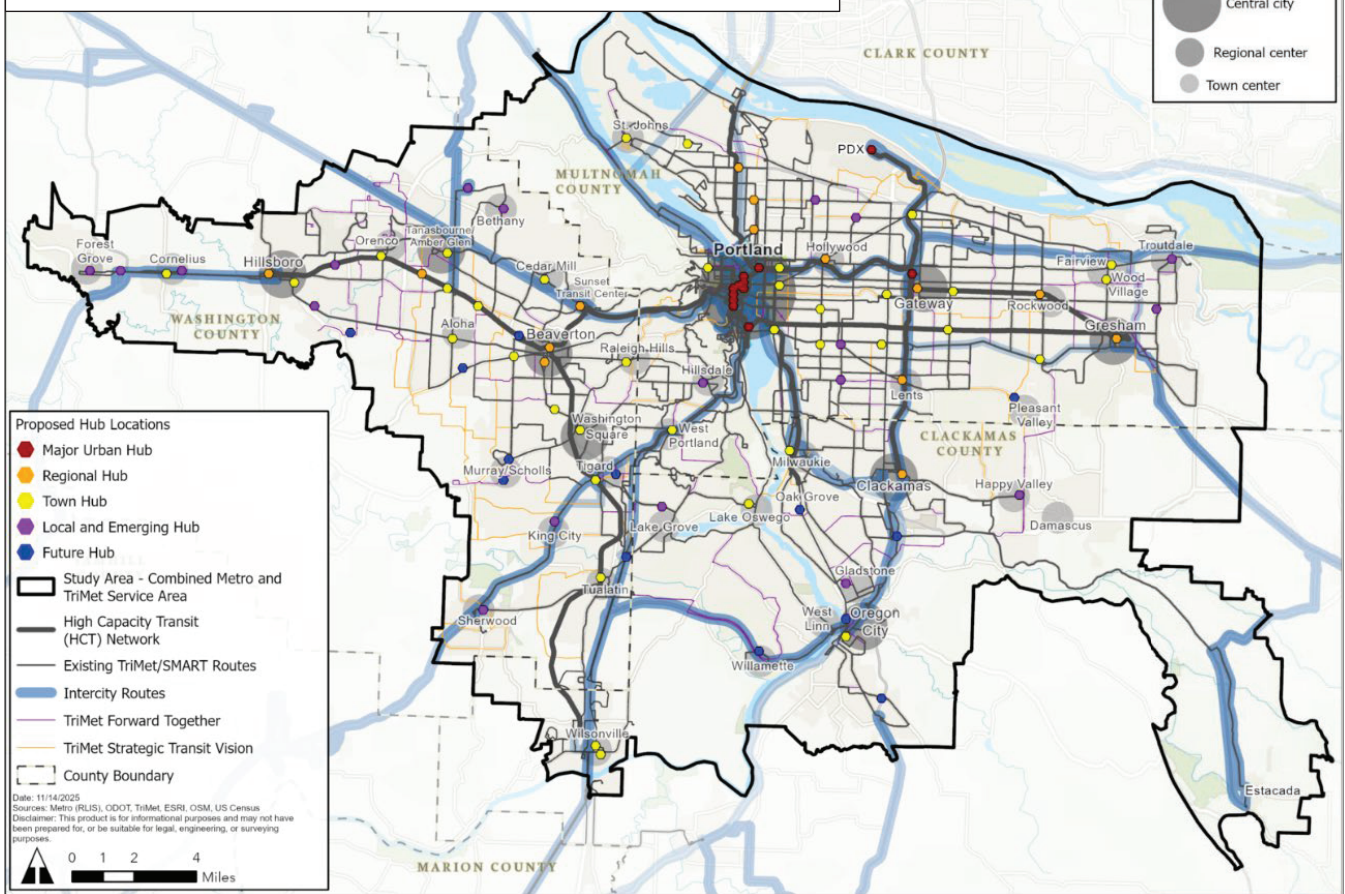 Central city
Regional center
Town center
CLARK COUNTY
St. Johns
PDX
MULTNOMAH
COUNTY
Bethany
Portland
Hollywood
Troutdale
Forest
Grove
Cornelius
Hillsboro
Orenco
Tanasbourne/
Amber Glen
Cedar Mill
Sunset
Transit Center
Fairview
Wood
Village
Gateway
Rockwood
Gresham
WASHINGTON
COUNTY
Aloha
Beaverton
Raleigh Hills
Hillsdale
Lents
Pleasant
Valley
Washington
Square
West
Portland
CLACKAMAS
COUNTY
Murray/Scholls
Tigard
Milwaukie
Clackamas
Happy Valley
Oak Grove
Lake Oswego
Damascus
King City
Lake Grove
Gladstone
Tualatin
Sherwood
West
Linn
Oregon
City
Willamette
Wilsonville
Estacada
MARION COUNTY
Proposed Hub Locations
Major Urban Hub
Regional Hub
Town Hub
Local and Emerging Hub
Future Hub
Study Area - Combined Metro and
TriMet Service Area
High Capacity Transit
(HCT) Network
Existing TriMet/SMART Routes
Intercity Routes
TriMet Forward Together
TriMet Strategic Transit Vision
County Boundary
Date: 11/14/2025
Sources: Metro (RLIS), ODOT, TriMet, ESRI, OSM, US Census
Disclaimer: This product is for informational purposes and may not have
been prepared for, or be suitable for legal, engineering, or surveying
purposes.
0 1 2 4
Miles